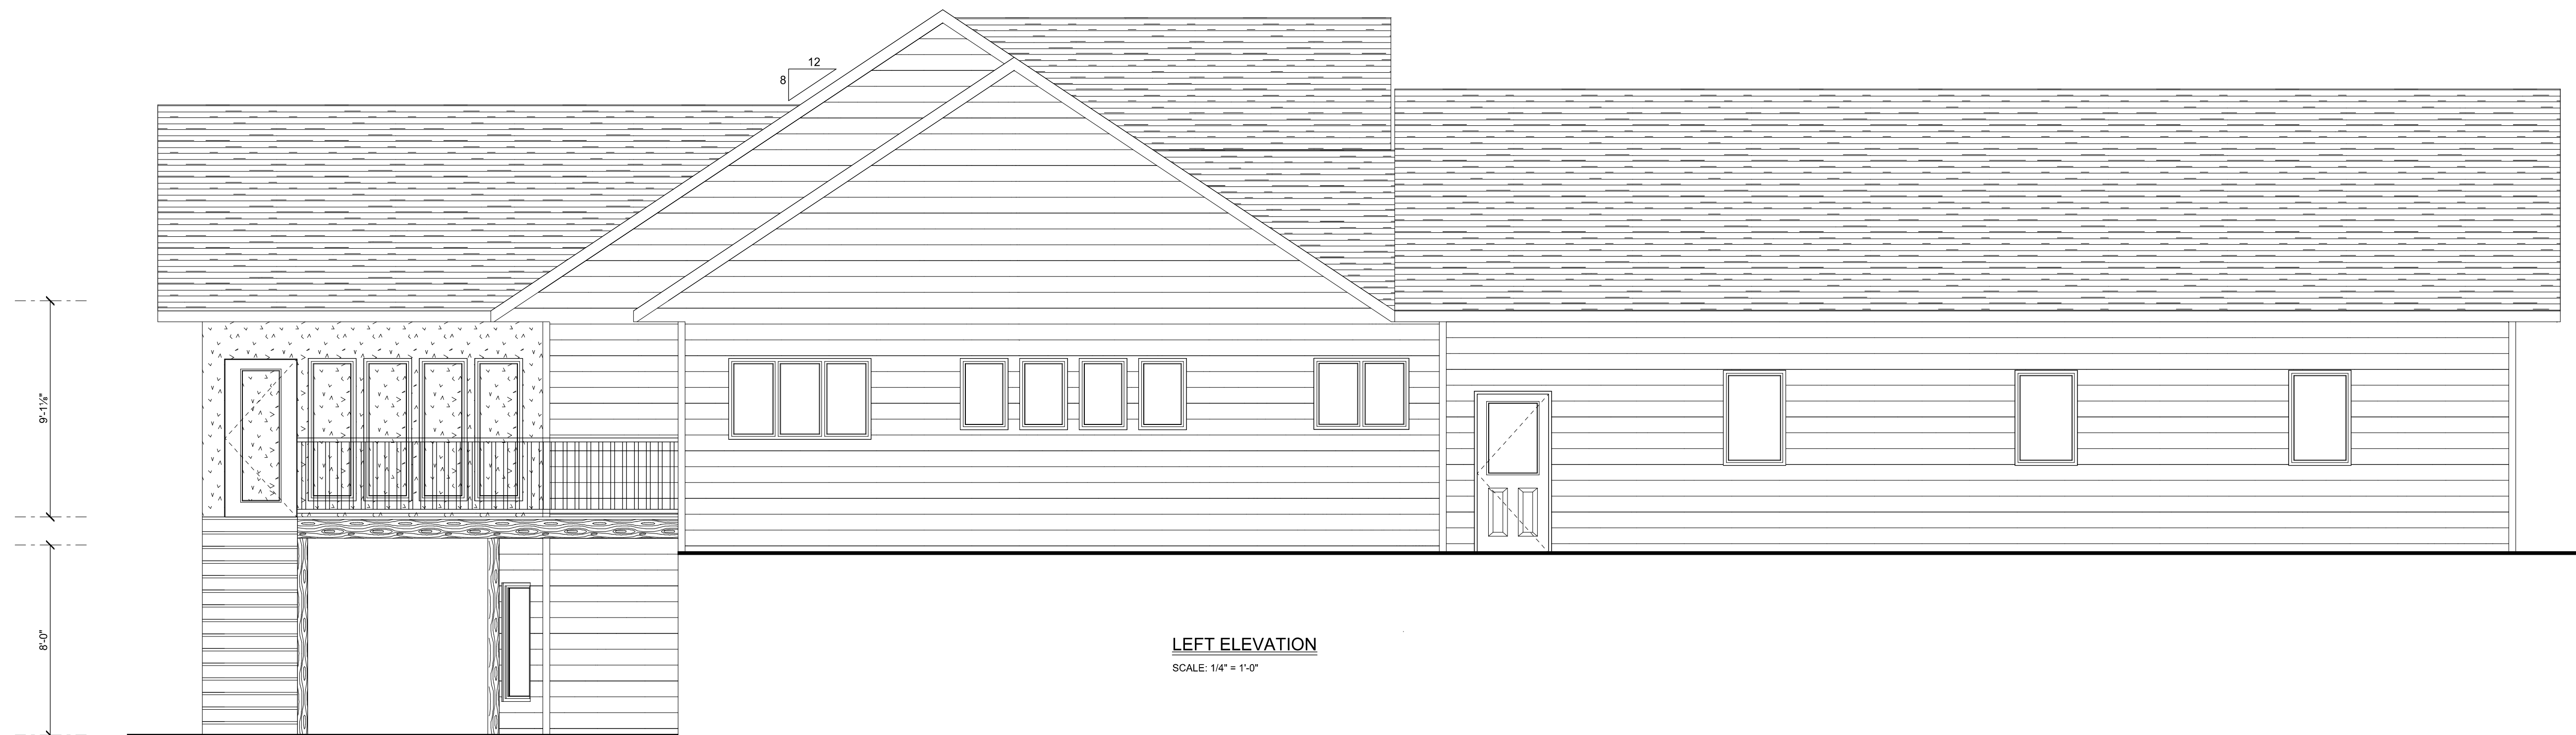 12
8
9'-1⅛"
8'-0"
LEFT ELEVATION
SCALE: 1/4" = 1'-0"